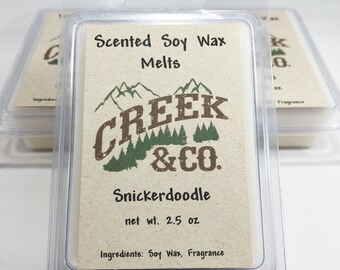 Scented Soy Wax
Melts
CREEK
&CO.
Snickerdoodle
net wt. 2.5 oz
Ingredients: Soy Wax, Fragrance